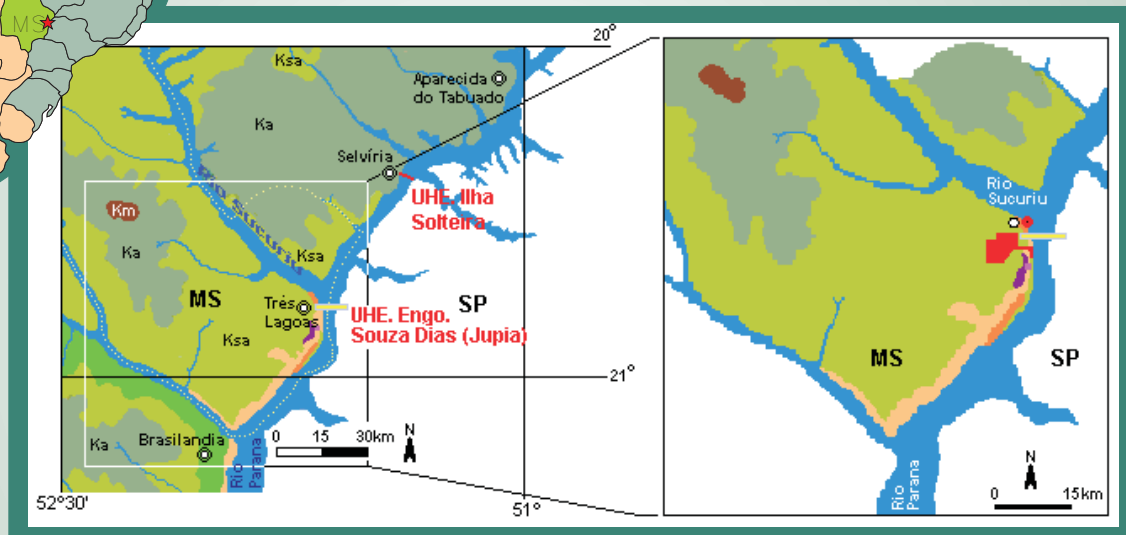 MS
20°
Ksa
Aparecida
do Tabuado
Ka
Selvíria
UHE. Ilha
Solteira
RIO SUCURIU
Km
Ka
Ksa
MS
SP
Três
Lagoas
UHE. Engo.
Souza Dias (Jupia)
Ksa
21°
Brasilandia
Ka
0 15 30km
N
Rio
Parana
52°30'
51°
Rio
Sucuriu
MS
SP
N
0 15km
Rio
Parana